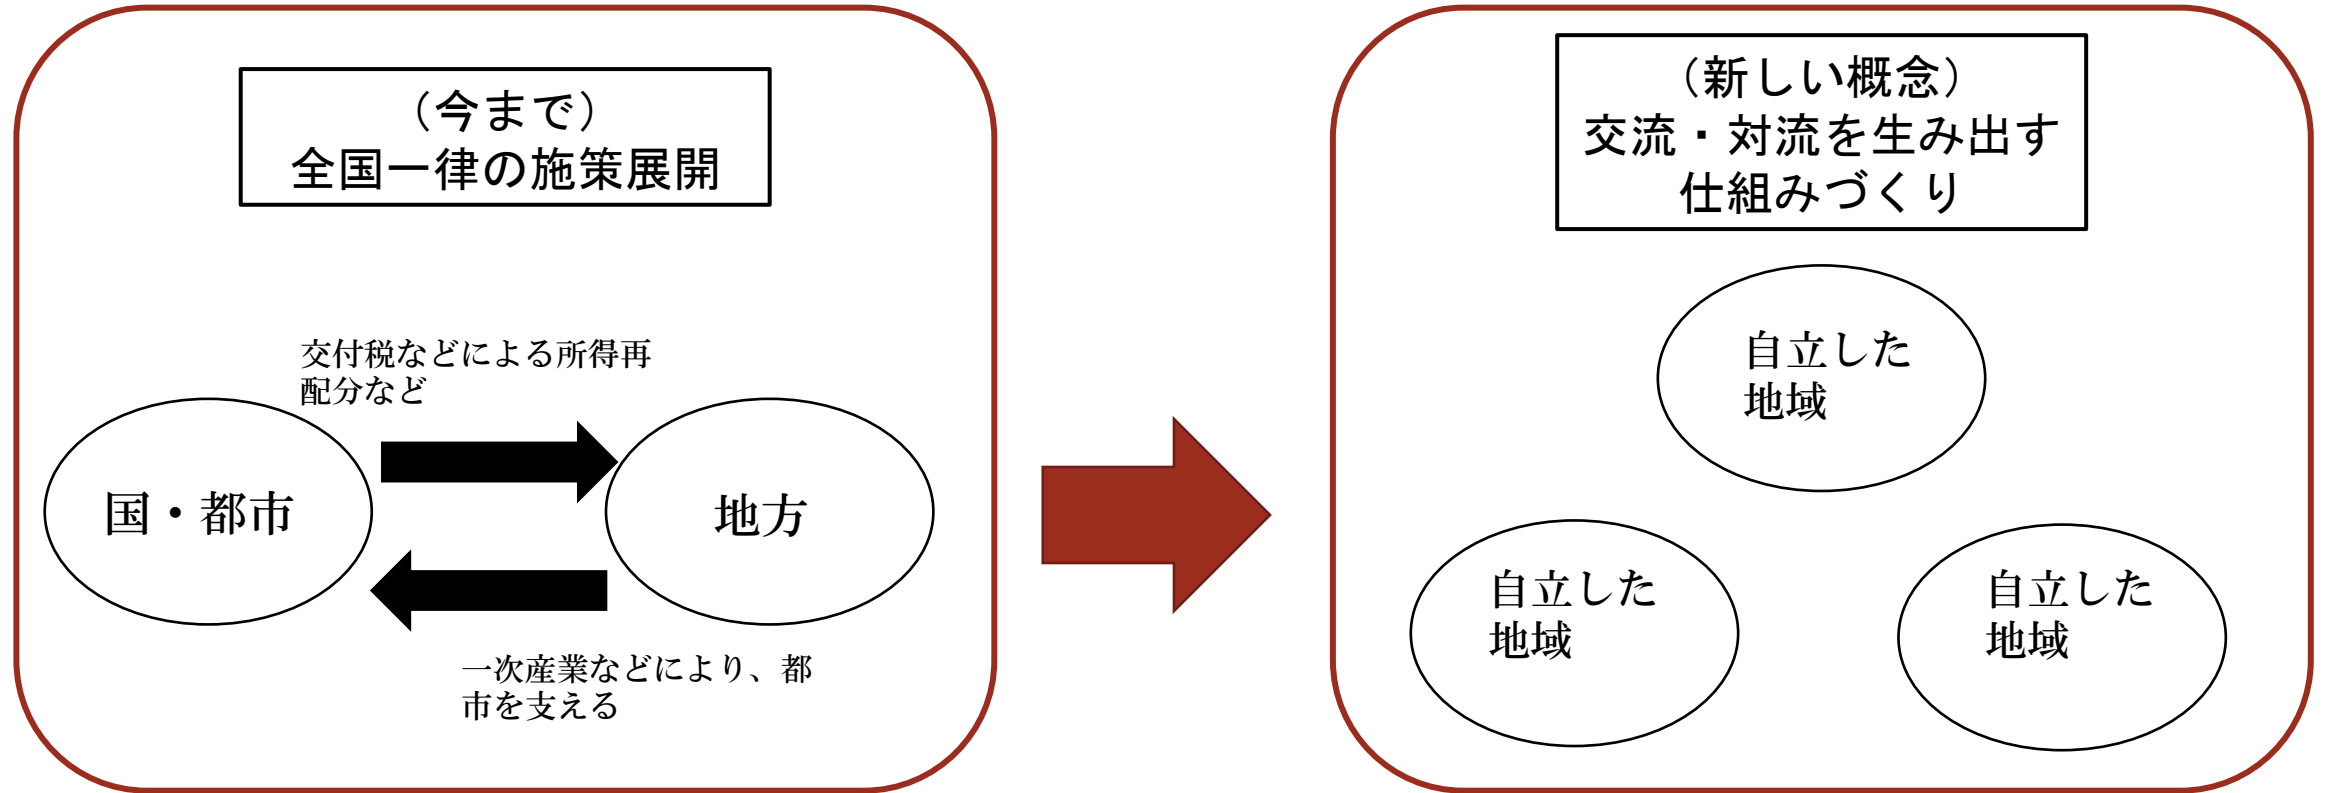 （今まで）
全国一律の施策展開
交付税などによる所得再
配分など
国・都市
地方
一次産業などにより、都
市を支える
（新しい概念）
交流・対流を生み出す
仕組みづくり
自立した
地域
自立した
地域
自立した
地域